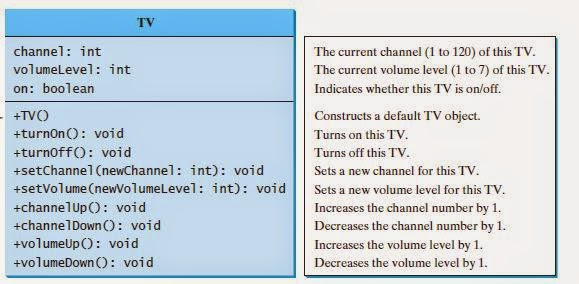 TV
channel: int
The current channel (1 to 120) of this TV.
volumeLevel: int
The current volume level (1 to 7) of this TV.
on: boolean
Indicates whether this TV is on/off.
+TV()
Constructs a default TV object.
+turnOn(): void
Turns on this TV.
+turnOff(): void
Turns off this TV.
+setChannel(newChannel: int): void
Sets a new channel for this TV.
+setVolume(newVolumeLevel: int): void
Sets a new volume level for this TV.
+channelUp(): void
Increases the channel number by 1.
+channelDown(): void
Decreases the channel number by 1.
+volumeUp(): void
Increases the volume level by 1.
+volumeDown(): void
Decreases the volume level by 1.